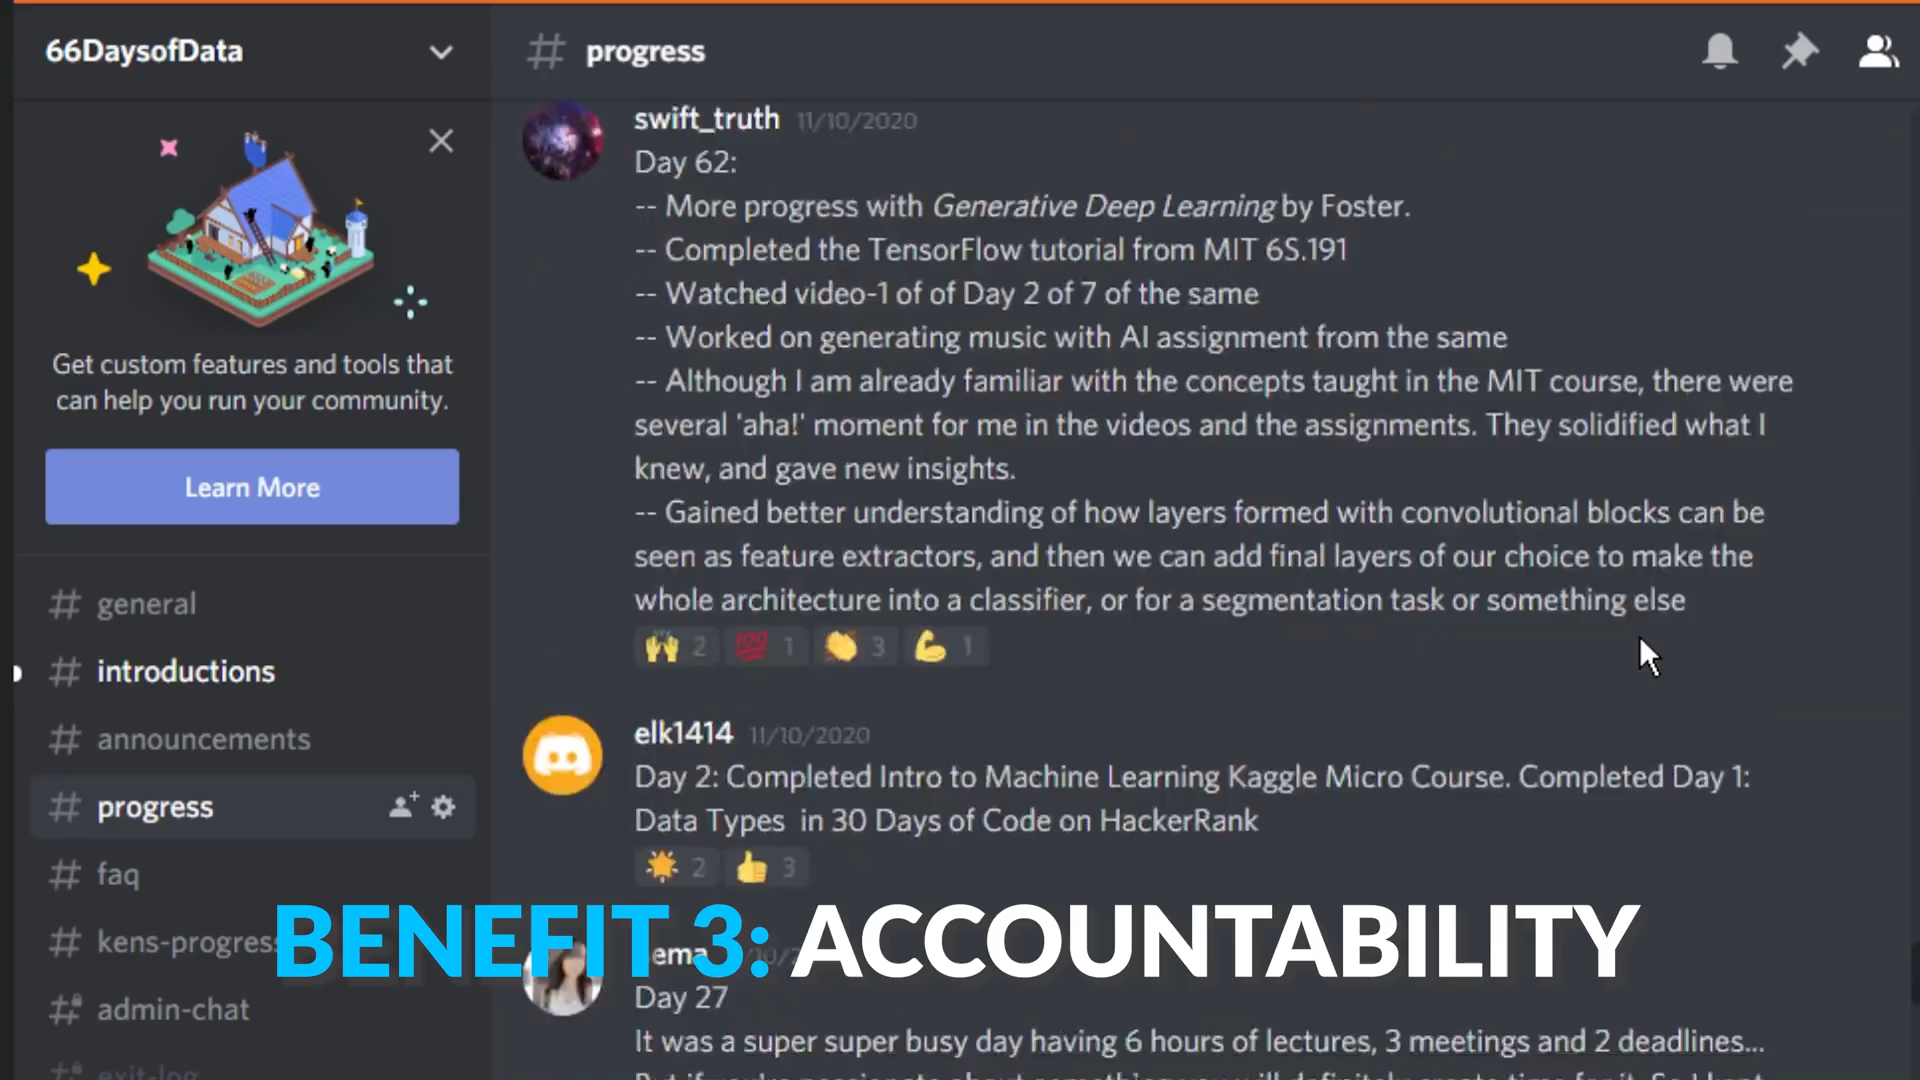 66DaysofData
# progress
swift_truth 11/10/2020
Day 62:
-- More progress with Generative Deep Learning by Foster.
-- Completed the TensorFlow tutorial from MIT 6S.191
-- Watched video-1 of of Day 2 of 7 of the same
-- Worked on generating music with AI assignment from the same
-- Although I am already familiar with the concepts taught in the MIT course, there were
several 'aha!' moment for me in the videos and the assignments. They solidified what I
knew, and gave new insights.
-- Gained better understanding of how layers formed with convolutional blocks can be
seen as feature extractors, and then we can add final layers of our choice to make the
whole architecture into a classifier, or for a segmentation task or something else
2 1 3 1
elk1414 11/10/2020
Day 2: Completed Intro to Machine Learning Kaggle Micro Course. Completed Day 1:
Data Types in 30 Days of Code on HackerRank
2 3
Day 27
It was a super super busy day having 6 hours of lectures, 3 meetings and 2 deadlines...
Get custom features and tools that
can help you run your community.
Learn More
# general
# introductions
# announcements
# progress
# faq
# kens-progress
# admin-chat
# exit-log
BENEFIT 3: ACCOUNTABILITY